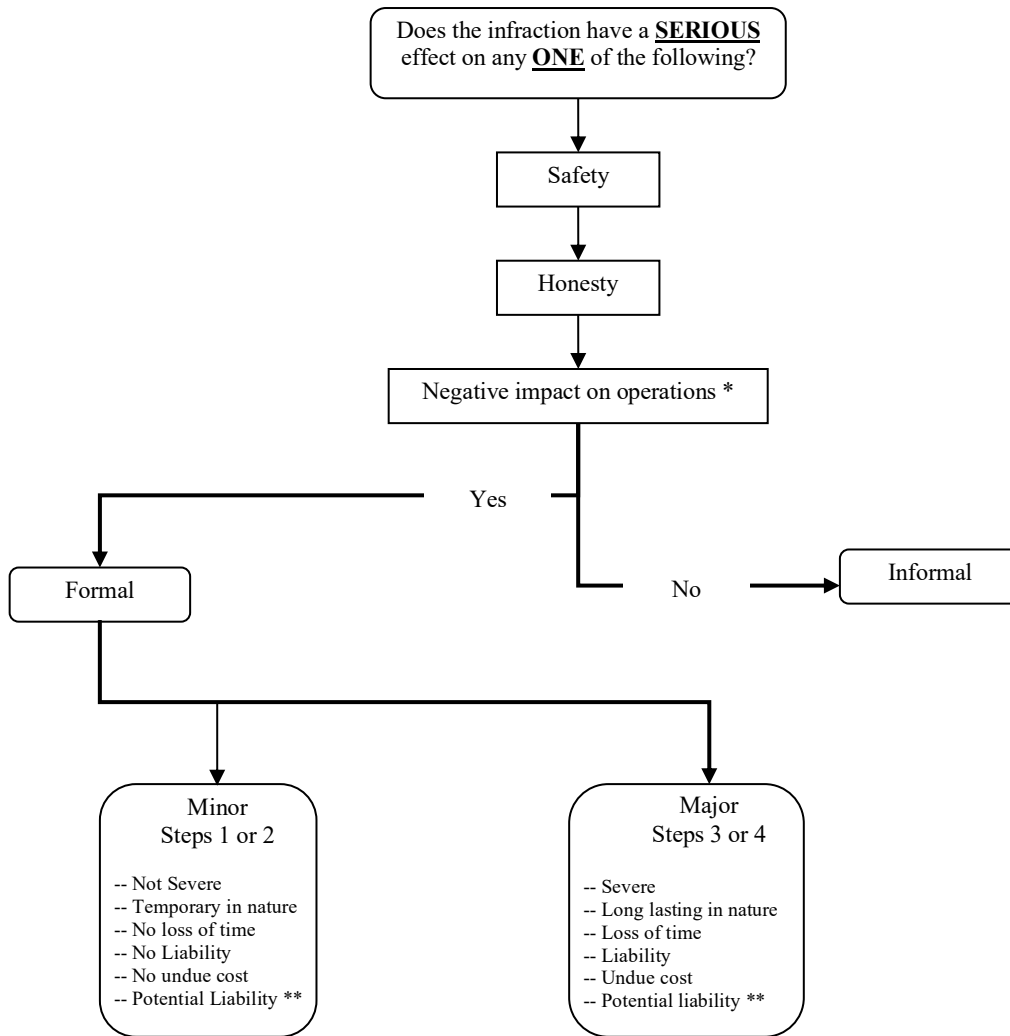 Does the infraction have a SERIOUS
effect on any ONE of the following?
Safety
Honesty
Negative impact on operations *
Yes
No
Informal
Formal
Minor
Steps 1 or 2
-- Not Severe
-- Temporary in nature
-- No loss of time
-- No Liability
-- No undue cost
-- Potential Liability **
Major
Steps 3 or 4
-- Severe
-- Long lasting in nature
-- Loss of time
-- Liability
-- Undue cost
-- Potential liability **